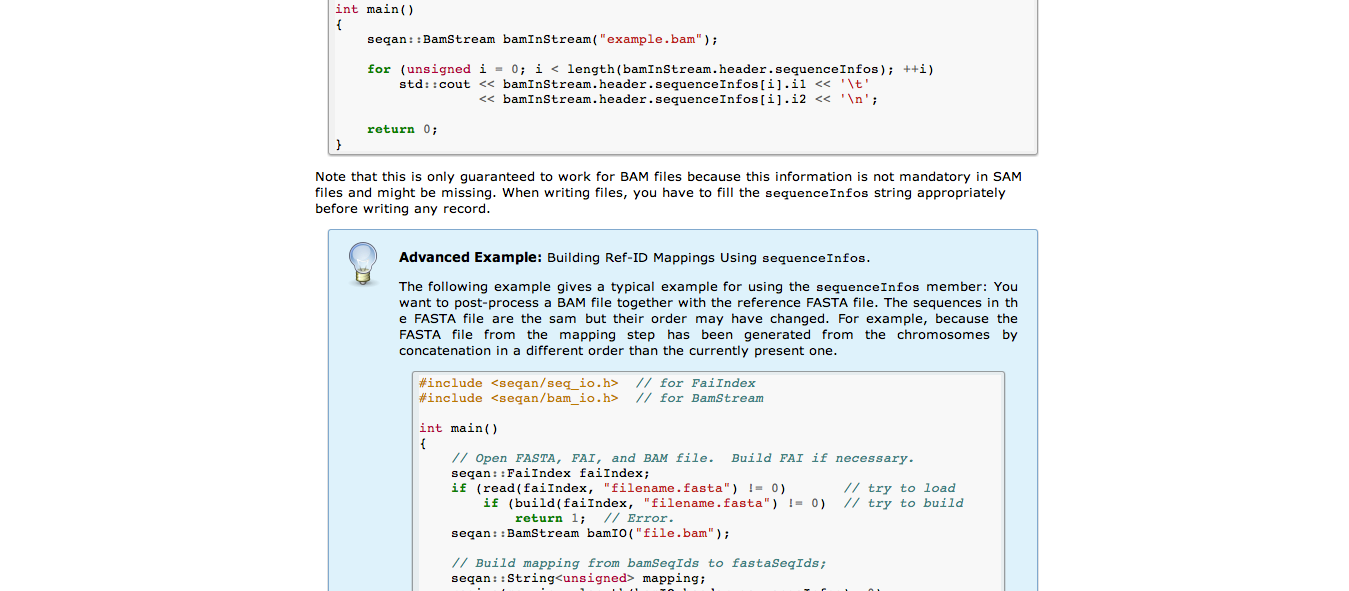 int main()
{
    seqan::BamStream bamInStream("example.bam");
    for (unsigned i = 0; i < length(bamInStream.header.sequenceInfos); ++i)
        std::cout << bamInStream.header.sequenceInfos[i].i1 << '\t'
                  << bamInStream.header.sequenceInfos[i].i2 << '\n';
    return 0;
}
Note that this is only guaranteed to work for BAM files because this information is not mandatory in SAM
files and might be missing. When writing files, you have to fill the sequenceInfos string appropriately
before writing any record.
Advanced Example: Building Ref-ID Mappings Using sequenceInfos.
The following example gives a typical example for using the sequenceInfos member: You
want to post-process a BAM file together with the reference FASTA file. The sequences in th
e FASTA file are the sam but their order may have changed. For example, because the
FASTA file from the mapping step has been generated from the chromosomes by
concatenation in a different order than the currently present one.
#include <seqan/seq_io.h>  // for FaiIndex
#include <seqan/bam_io.h>  // for BamStream
int main()
{
    // Open FASTA, FAI, and BAM file.  Build FAI if necessary.
    seqan::FaiIndex faiIndex;
    if (read(faiIndex, "filename.fasta") != 0)       // try to load
        if (build(faiIndex, "filename.fasta") != 0)  // try to build
            return 1;  // Error.
    seqan::BamStream bamIO("file.bam");
    // Build mapping from bamSeqIds to fastaSeqIds;
    seqan::String<unsigned> mapping;